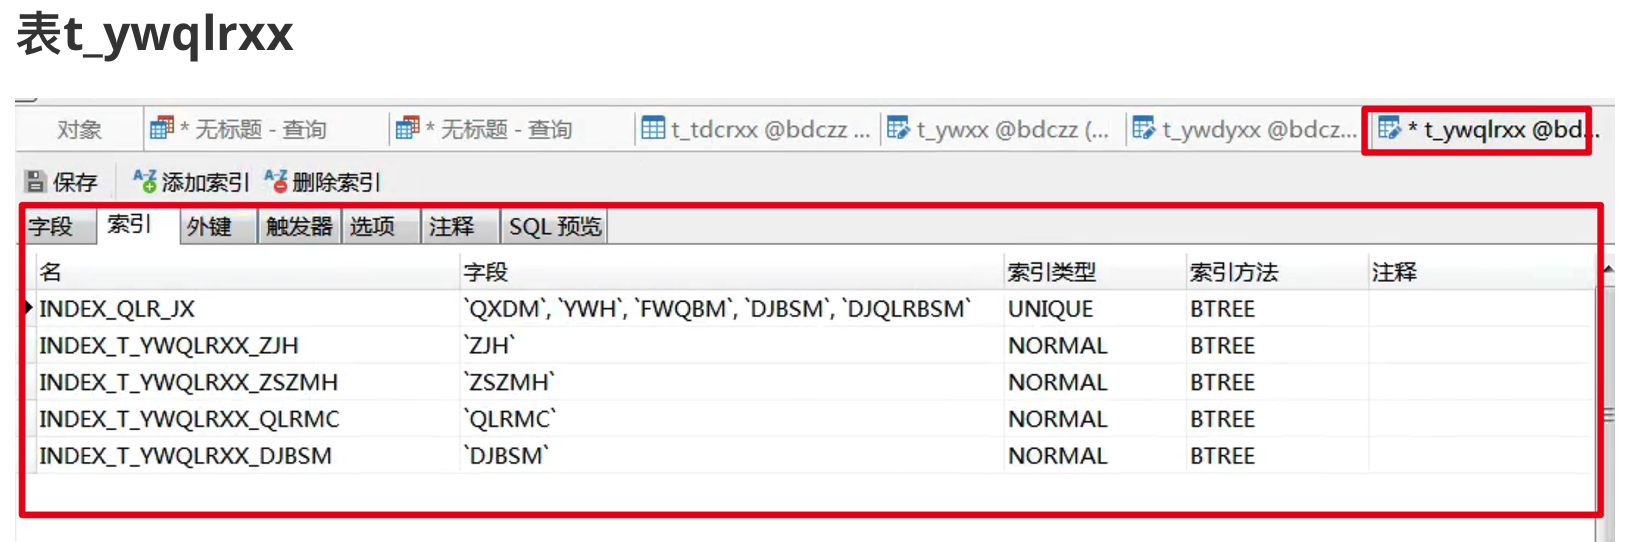 表t_ywqlrxx
对象 * 无标题 - 查询 * 无标题 - 查询 t_tdcrxx @bdczz ... t_ywxx @bdczz (... t_ywdyxx @bdcz... * t_ywqlrxx @bd...
保存 添加索引 删除索引
字段 索引 外键 触发器 选项 注释 SQL 预览
名 字段 索引类型 索引方法 注释
INDEX_QLR_JX `QXDM`, `YWH`, `FWQBM`, `DJBSM`, `DJQLRBSM` UNIQUE BTREE
INDEX_T_YWQLRXX_ZJH `ZJH` NORMAL BTREE
INDEX_T_YWQLRXX_ZSZMH `ZSZMH` NORMAL BTREE
INDEX_T_YWQLRXX_QLRMC `QLRMC` NORMAL BTREE
INDEX_T_YWQLRXX_DJBSM `DJBSM` NORMAL BTREE